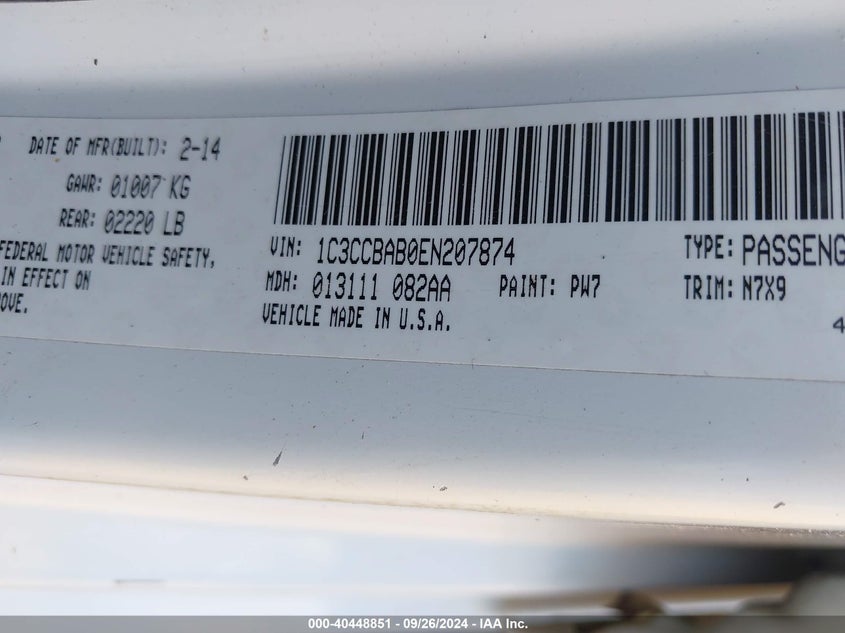 DATE OF MFR(BUILT): 2-14
GAWR: 01007 KG
REAR: 02220 LB
FEDERAL MOTOR VEHICLE SAFETY,
IN EFFECT ON
OVE.
VIN: 1C3CCBAB0EN207874
TYPE: PASSENG
MDH: 013111 082AA
PAINT: PW7
TRIM: N7X9
VEHICLE MADE IN U.S.A.
4
000-40448851 - 09/26/2024 - IAA Inc.